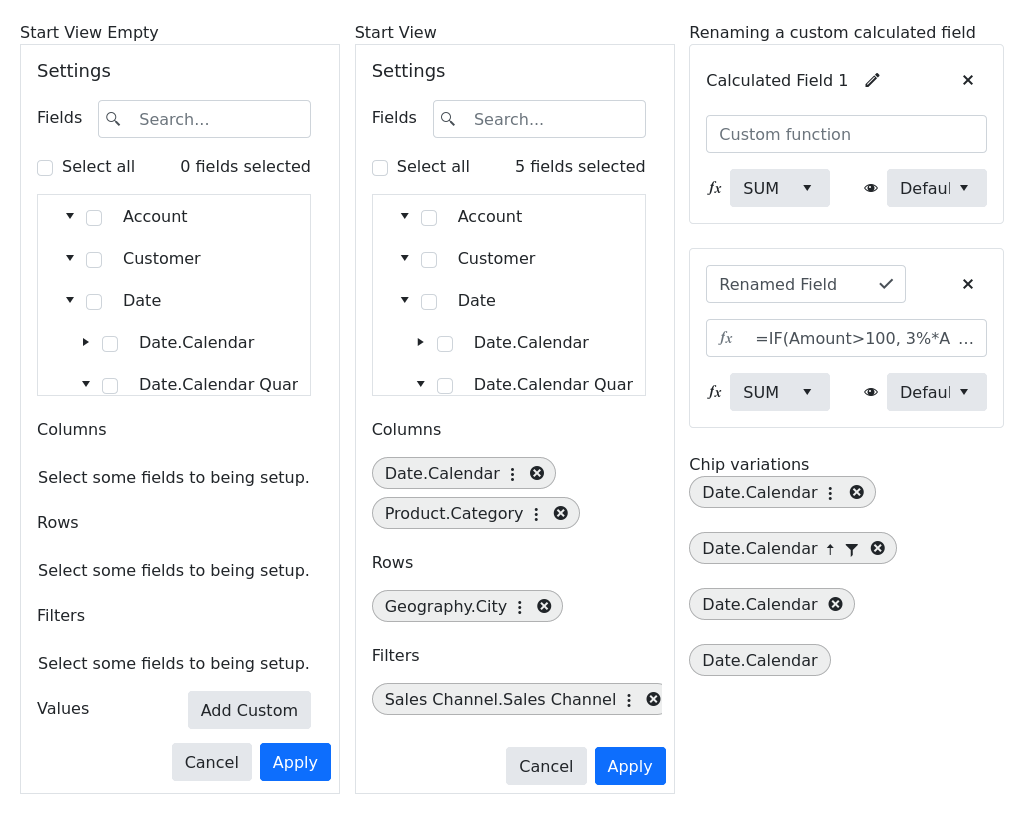 Start View Empty
Settings
Fields
Search...
Select all
0 fields selected
Account
Customer
Date
Date.Calendar
Date.Calendar Quar
Columns
Select some fields to being setup.
Rows
Select some fields to being setup.
Filters
Select some fields to being setup.
Values
Add Custom
Cancel
Apply
Start View
Settings
Fields
Search...
Select all
5 fields selected
Account
Customer
Date
Date.Calendar
Date.Calendar Quar
Columns
Date.Calendar
Product.Category
Rows
Geography.City
Filters
Sales Channel.Sales Channel
Cancel
Apply
Renaming a custom calculated field
Calculated Field 1
Custom function
fx
SUM
Defaul
Renamed Field
fx
=IF(Amount>100, 3%*A ...
fx
SUM
Defaul
Chip variations
Date.Calendar
Date.Calendar
Date.Calendar
Date.Calendar